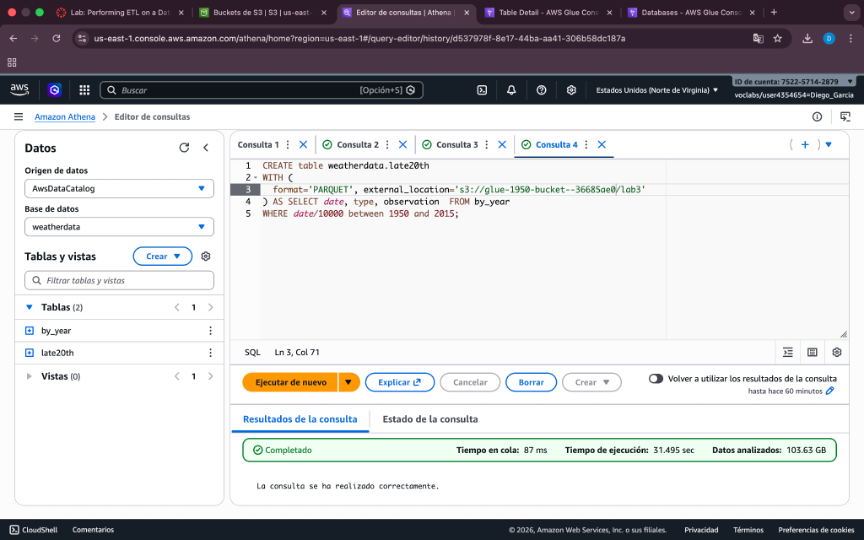 Lab: Performing ETL on a Dat
Buckets de S3 | S3 | us-east-
Editor de consultas | Athena |
Table Detail - AWS Glue Cons
Databases - AWS Glue Consol
us-east-1.console.aws.amazon.com/athena/home?region=us-east-1#/query-editor/history/d537978f-8e17-44ba-aa41-306b58dc187a
D
aws
Buscar
[Opción+S]
Estados Unidos (Norte de Virginia)
ID de cuenta: 7522-5714-2879
voclabs/user4354654=Diego_Garcia
Amazon Athena
Editor de consultas
Datos
Origen de datos
AwsDataCatalog
Base de datos
weatherdata
Tablas y vistas
Crear
Filtrar tablas y vistas
Tablas (2)
1
by_year
late20th
Vistas (0)
1
Consulta 1
Consulta 2
Consulta 3
Consulta 4
1 CREATE table weatherdata.late20th
2 WITH (
3 format='PARQUET', external_location='s3://glue-1950-bucket--36685ae0/lab3'
4 ) AS SELECT date, type, observation FROM by_year
5 WHERE date/10000 between 1950 and 2015;
SQL Ln 3, Col 71
Ejecutar de nuevo
Explicar
Cancelar
Borrar
Crear
Volver a utilizar los resultados de la consulta
hasta hace 60 minutos
Resultados de la consulta
Estado de la consulta
Completado
Tiempo en cola: 87 ms
Tiempo de ejecución: 31.495 sec
Datos analizados: 103.63 GB
La consulta se ha realizado correctamente.
CloudShell
Comentarios
© 2026, Amazon Web Services, Inc. o sus filiales.
Privacidad
Términos
Preferencias de cookies